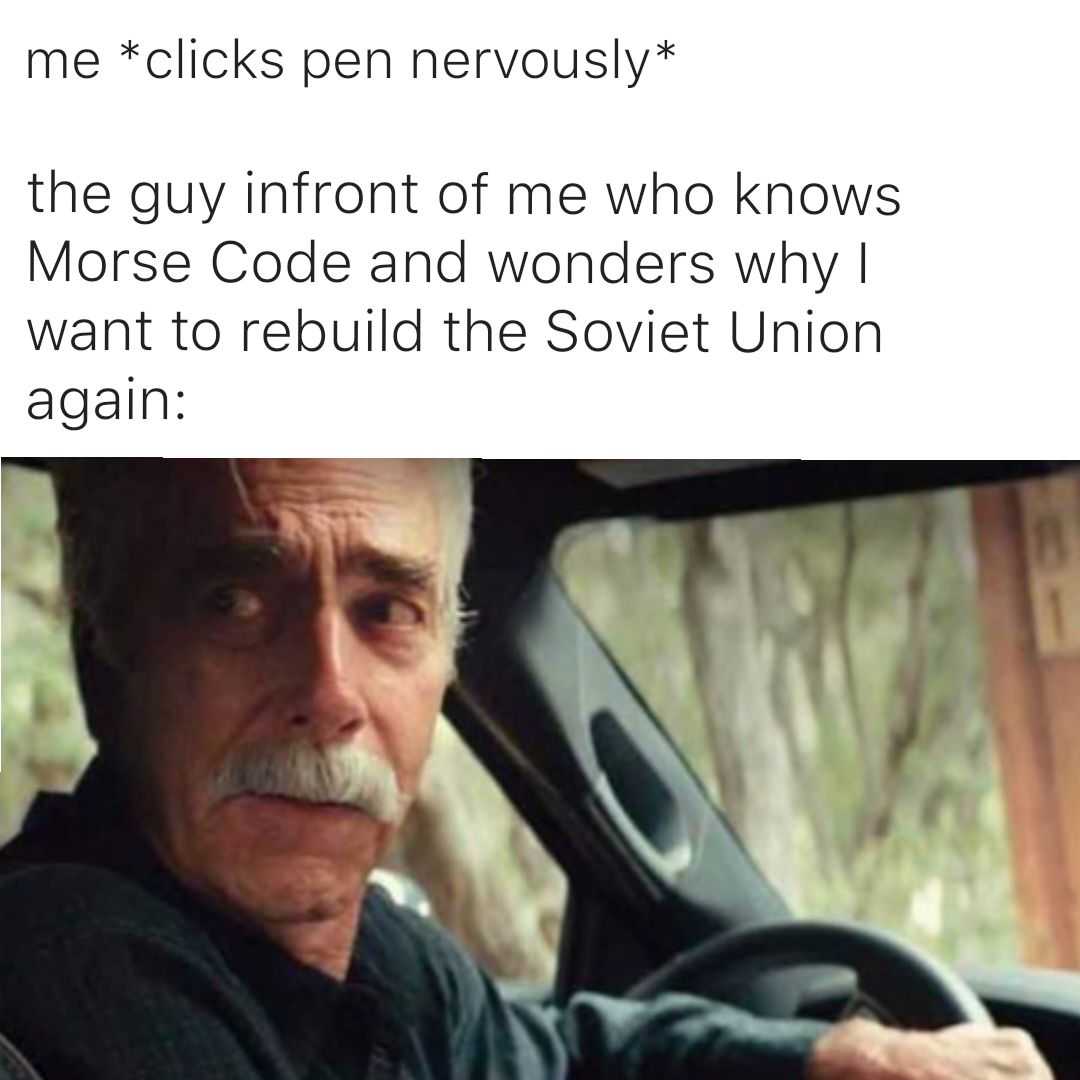 me *clicks pen nervously*
the guy infront of me who knows
Morse Code and wonders why I
want to rebuild the Soviet Union
again: